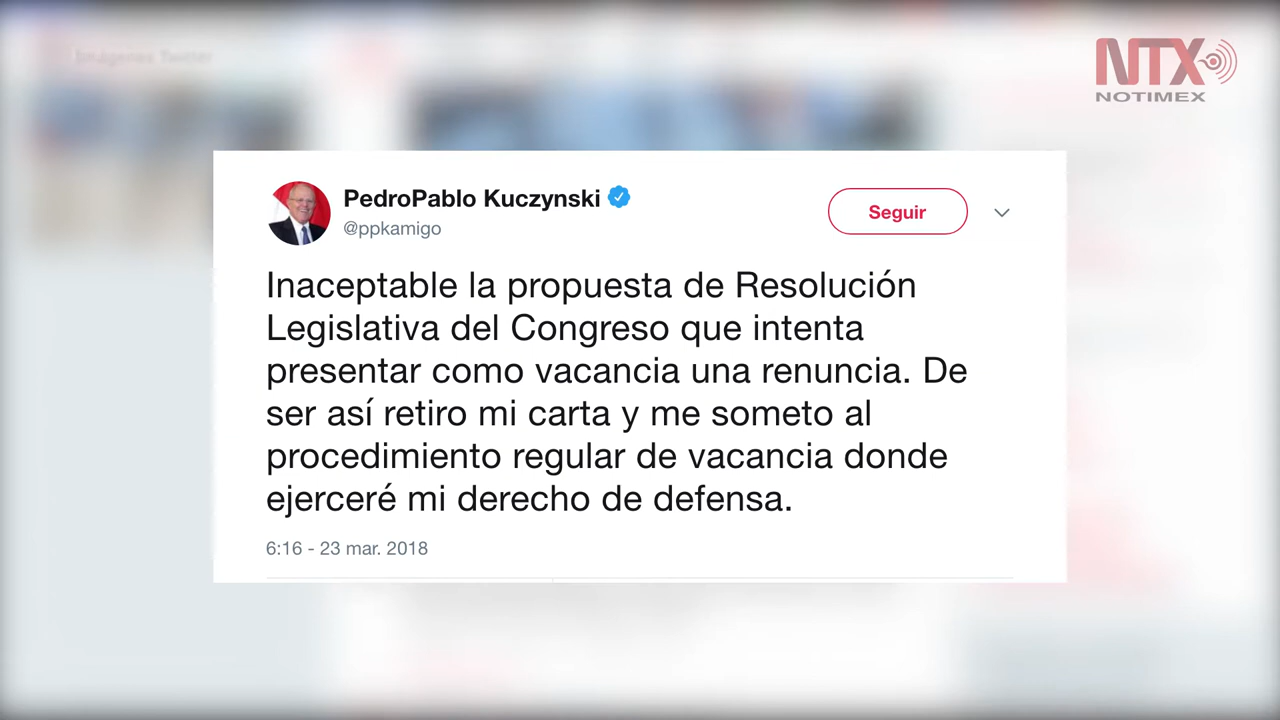 Imágenes Twitter
NTX
NOTIMEX
PedroPablo Kuczynski
@ppkamigo
Seguir
Inaceptable la propuesta de Resolución
Legislativa del Congreso que intenta
presentar como vacancia una renuncia. De
ser así retiro mi carta y me someto al
procedimiento regular de vacancia donde
ejerceré mi derecho de defensa.
6:16 - 23 mar. 2018